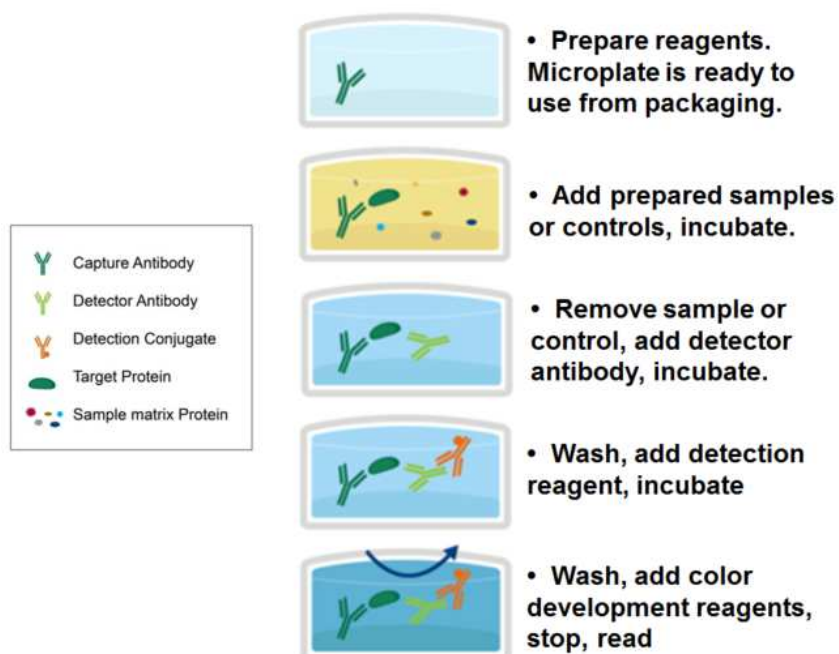 • Prepare reagents.
Microplate is ready to
use from packaging.
• Add prepared samples
or controls, incubate.
Capture Antibody
Detector Antibody
Detection Conjugate
Target Protein
Sample matrix Protein
• Remove sample or
control, add detector
antibody, incubate.
• Wash, add detection
reagent, incubate
• Wash, add color
development reagents,
stop, read